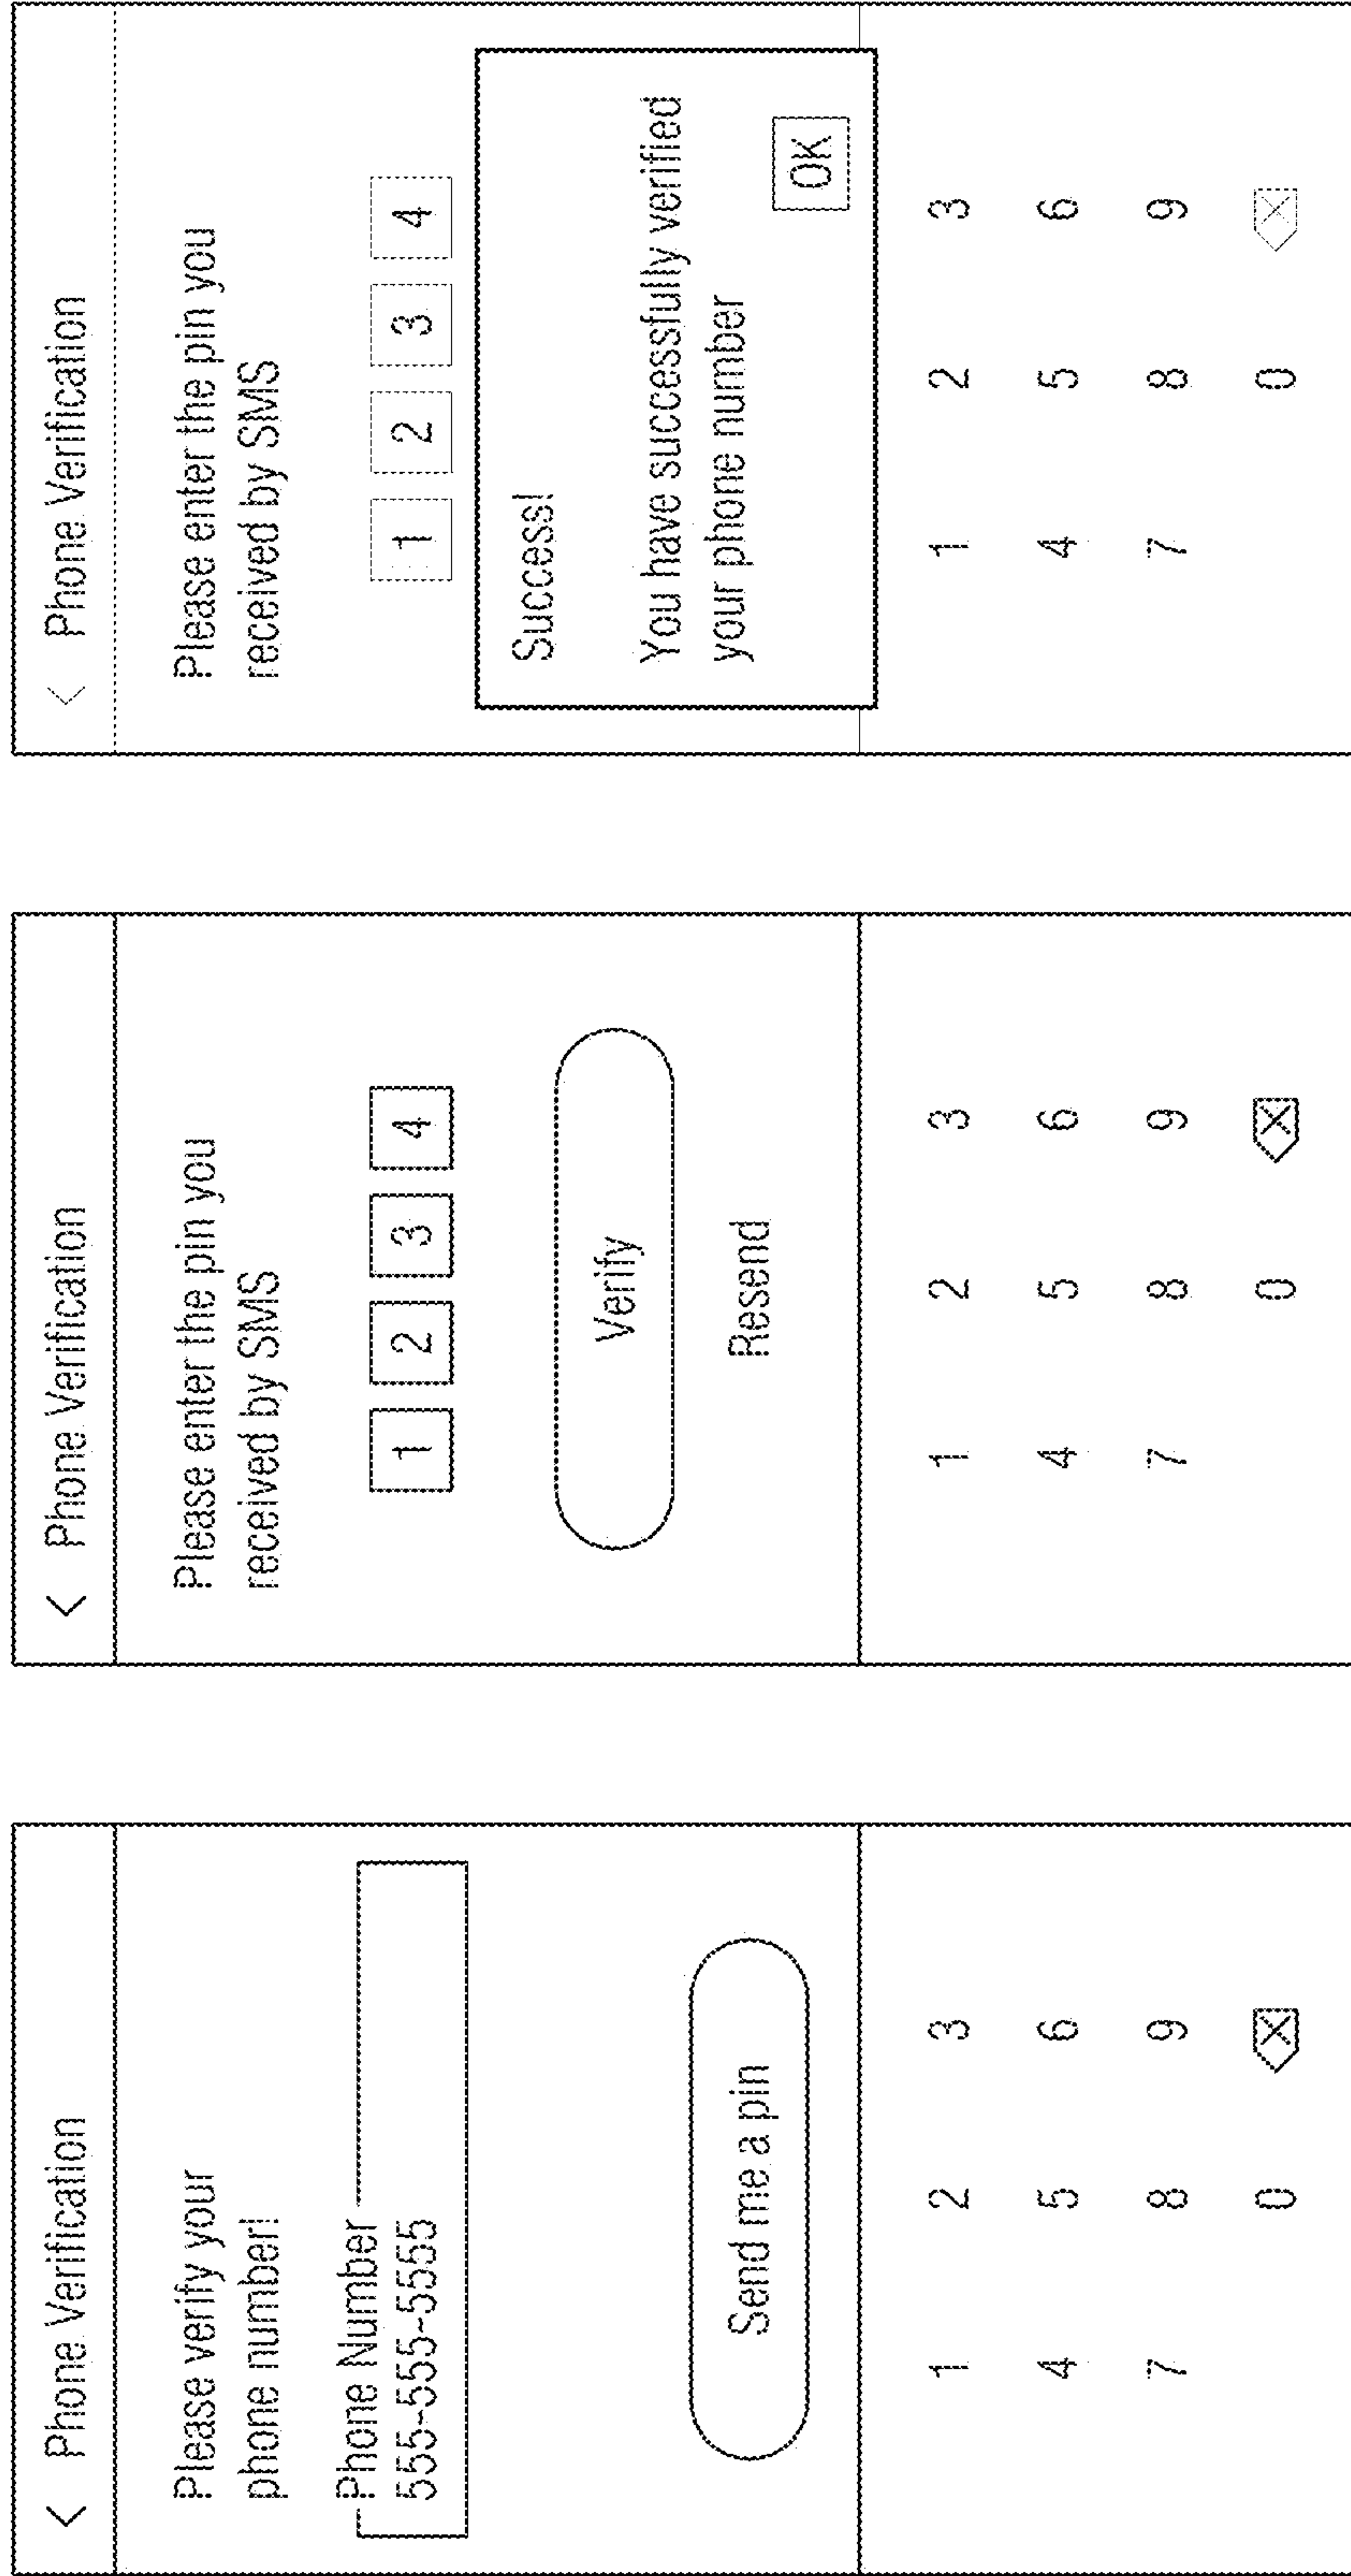 < Phone Verification
Please verify your
phone number!
Phone Number
555-555-5555
Send me a pin
1 2 3
4 5 6
7 8 9
0
< Phone Verification
Please enter the pin you
received by SMS
1 2 3 4
Verify
Resend
1 2 3
4 5 6
7 8 9
0
< Phone Verification
Please enter the pin you
received by SMS
1 2 3 4
Success!
You have successfully verified
your phone number
OK
1 2 3
4 5 6
7 8 9
0